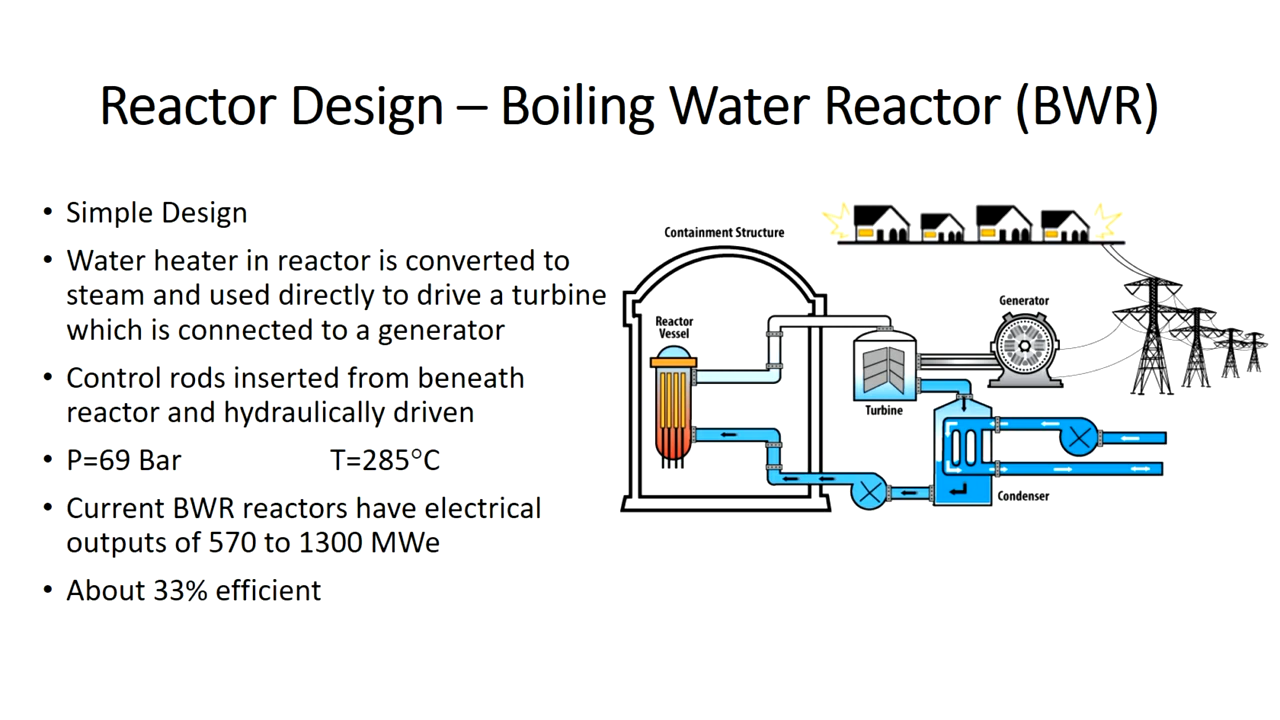 Reactor Design – Boiling Water Reactor (BWR)
• Simple Design
• Water heater in reactor is converted to
steam and used directly to drive a turbine
which is connected to a generator
• Control rods inserted from beneath
reactor and hydraulically driven
• P=69 Bar T=285°C
• Current BWR reactors have electrical
outputs of 570 to 1300 MWe
• About 33% efficient
Containment Structure
Reactor
Vessel
Generator
Turbine
Condenser